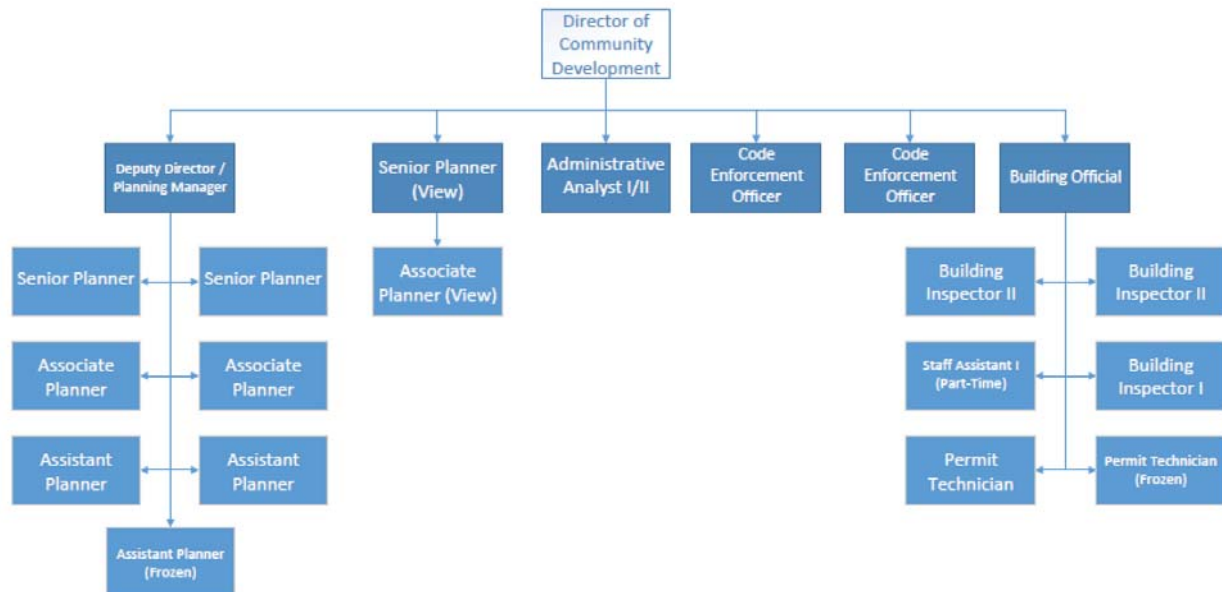 Director of
Community
Development
Deputy Director /
Planning Manager
Senior Planner
(View)
Administrative
Analyst I/II
Code
Enforcement
Officer
Code
Enforcement
Officer
Building Official
Senior Planner
Senior Planner
Associate
Planner (View)
Building
Inspector II
Building
Inspector II
Associate
Planner
Associate
Planner
Staff Assistant I
(Part-Time)
Building
Inspector I
Assistant
Planner
Assistant
Planner
Permit
Technician
Permit Technician
(Frozen)
Assistant Planner
(Frozen)